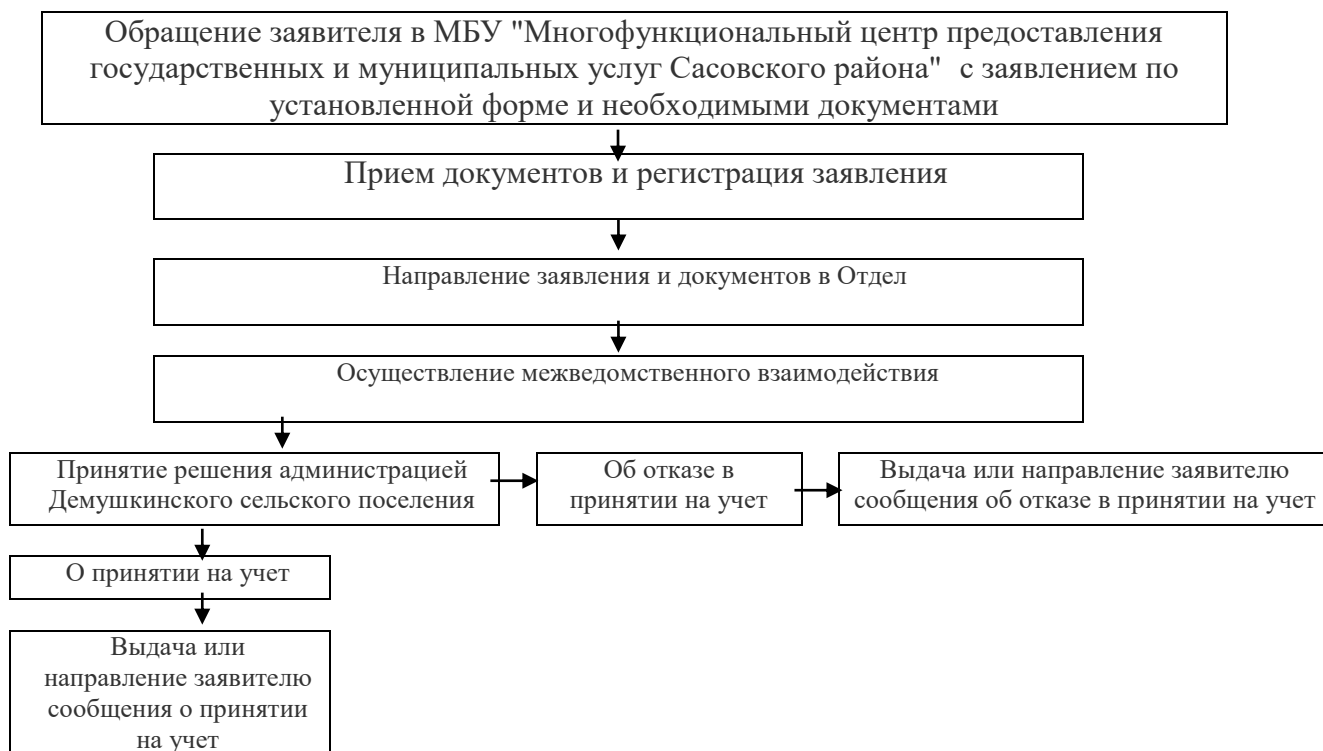 Обращение заявителя в МБУ "Многофункциональный центр предоставления
государственных и муниципальных услуг Сасовского района" с заявлением по
установленной форме и необходимыми документами
Прием документов и регистрация заявления
Направление заявления и документов в Отдел
Осуществление межведомственного взаимодействия
Принятие решения администрацией
Демушкинского сельского поселения
Об отказе в
принятии на учет
Выдача или направление заявителю
сообщения об отказе в принятии на учет
О принятии на учет
Выдача или
направление заявителю
сообщения о принятии
на учет